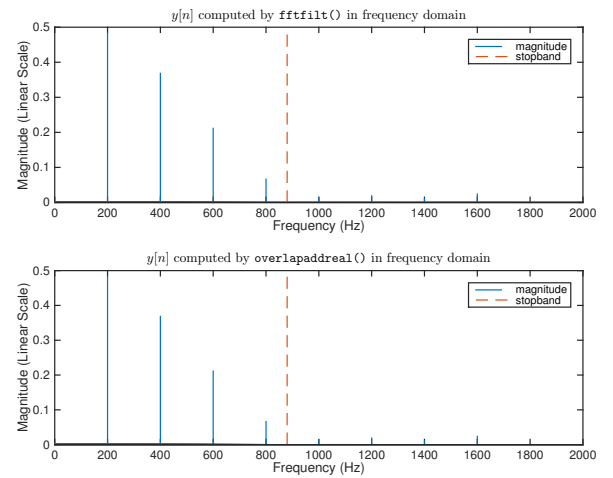 y[n] computed by fftfilt() in frequency domain
0.5
0.4
0.3
0.2
0.1
0
Magnitude (Linear Scale)
magnitude
stopband
0 200 400 600 800 1000 1200 1400 1600 1800 2000
Frequency (Hz)
y[n] computed by overlapaddreal() in frequency domain
0.5
0.4
0.3
0.2
0.1
0
Magnitude (Linear Scale)
magnitude
stopband
0 200 400 600 800 1000 1200 1400 1600 1800 2000
Frequency (Hz)